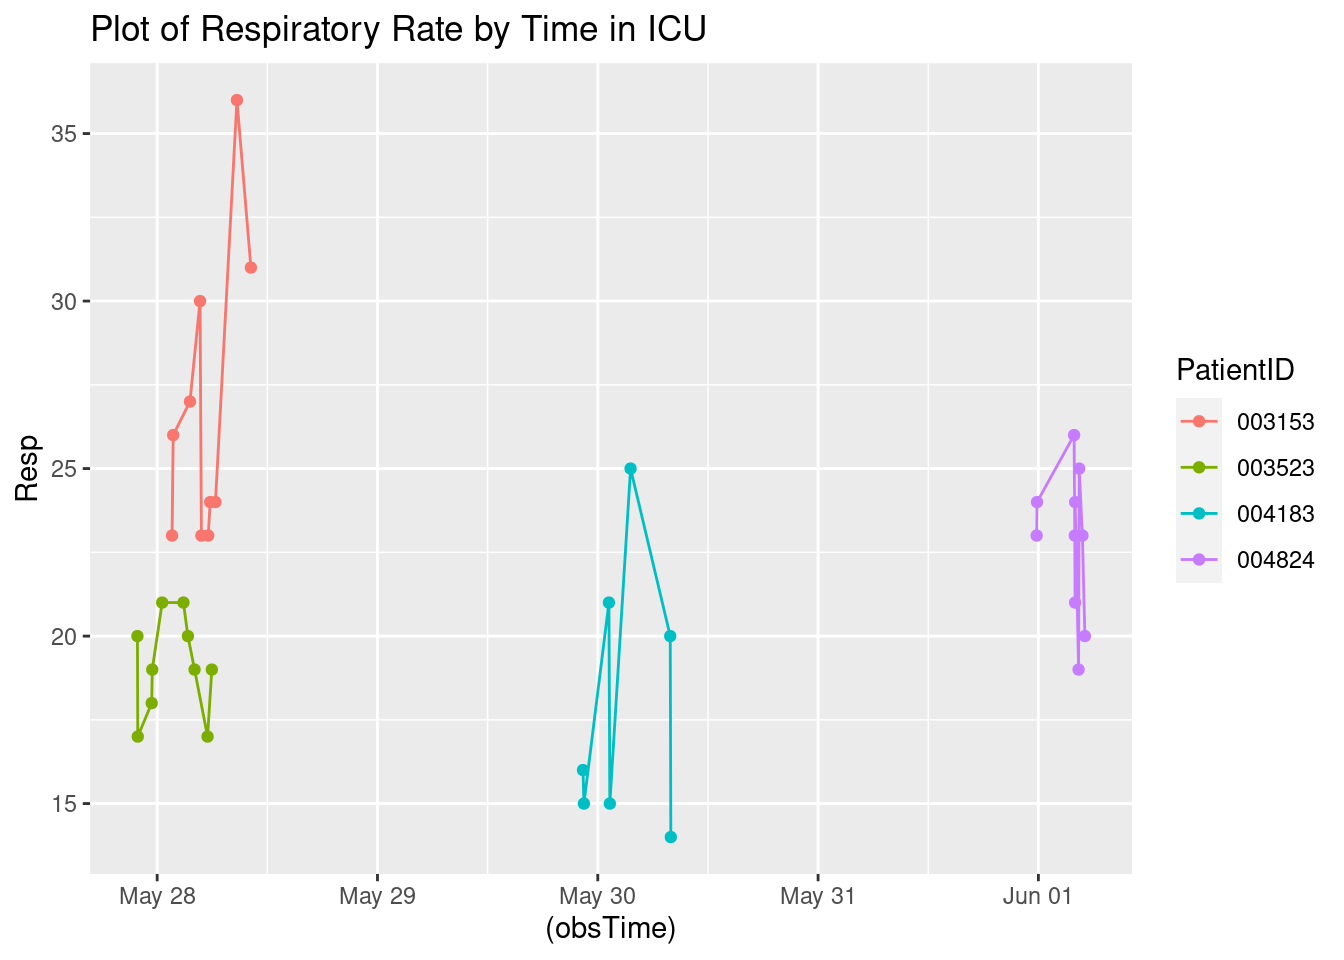 Plot of Respiratory Rate by Time in ICU
35
30
25
20
15
Resp
May 28
May 29
May 30
May 31
Jun 01
(obsTime)
PatientID
003153
003523
004183
004824